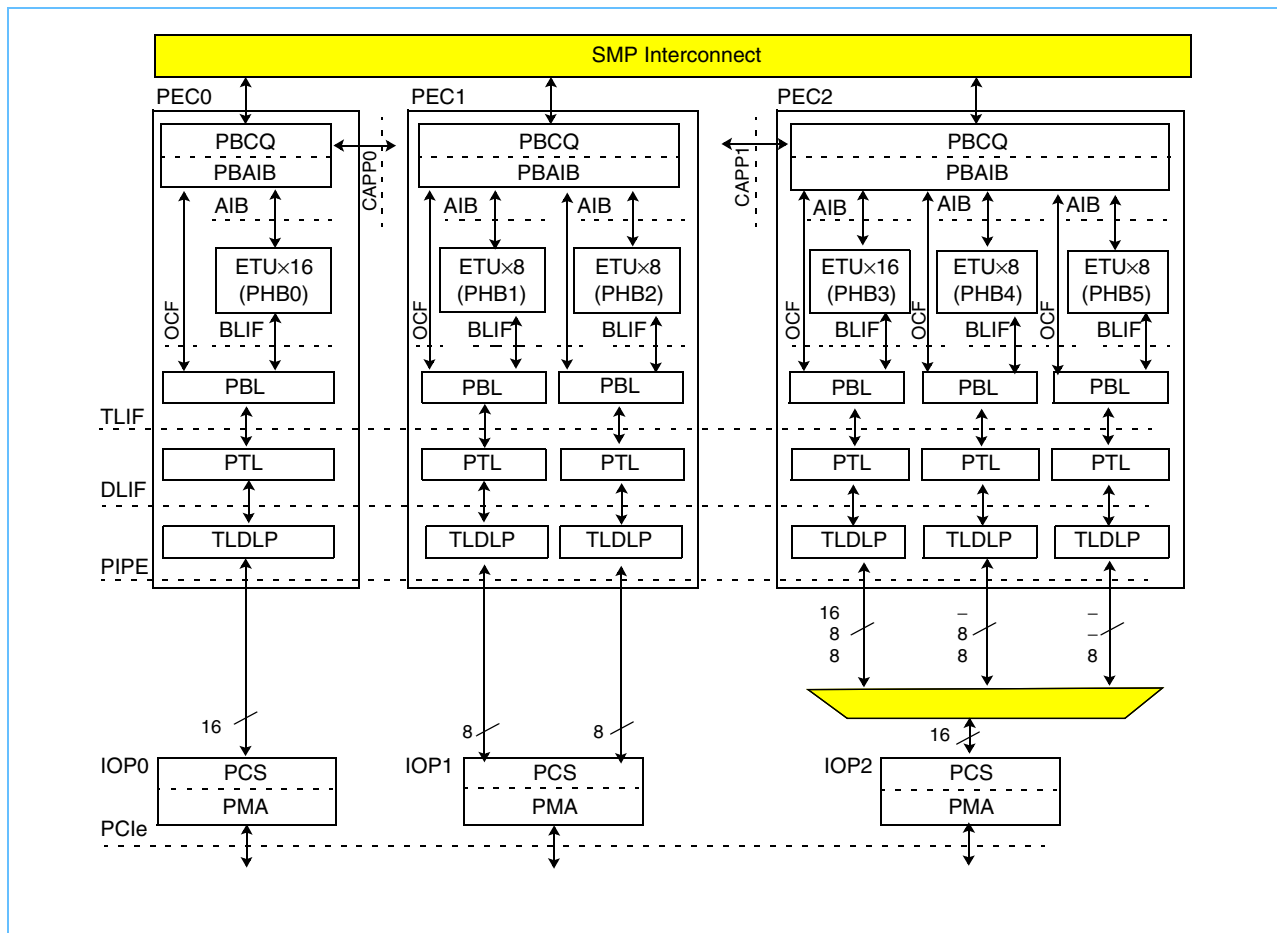 SMP Interconnect
PEC0
PEC1
PEC2
PBCQ
PBAIB
CAPP0
PBCQ
PBAIB
CAPP1
PBCQ
PBAIB
AIB
AIB
AIB
AIB
AIB
AIB
OCF
ETU×16
(PHB0)
OCF
ETU×8
(PHB1)
ETU×8
(PHB2)
OCF
ETU×16
(PHB3)
OCF
ETU×8
(PHB4)
OCF
ETU×8
(PHB5)
BLIF
BLIF
BLIF
BLIF
BLIF
PBL
PBL
PBL
PBL
PBL
PBL
TLIF
PTL
PTL
PTL
PTL
PTL
PTL
DLIF
TLDLP
TLDLP
TLDLP
TLDLP
TLDLP
TLDLP
PIPE
16
8
8
–
8
8
–
–
8
16
8
8
16
IOP0
PCS
PMA
IOP1
PCS
PMA
IOP2
PCS
PMA
PCIe